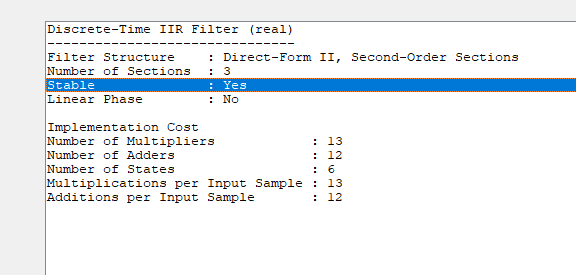 Discrete-Time IIR Filter (real)
-------------------------------
Filter Structure    : Direct-Form II, Second-Order Sections
Number of Sections  : 3
Stable              : Yes
Linear Phase        : No

Implementation Cost
Number of Multipliers            : 13
Number of Adders                 : 12
Number of States                 : 6
Multiplications per Input Sample : 13
Additions per Input Sample       : 12